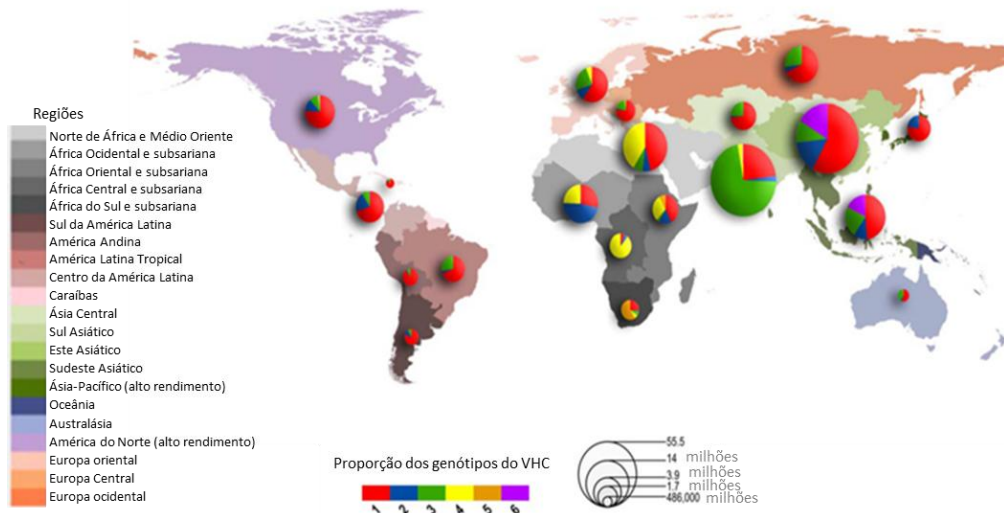 Regiões
Norte de África e Médio Oriente
África Ocidental e subsariana
África Oriental e subsariana
África Central e subsariana
África do Sul e subsariana
Sul da América Latina
América Andina
América Latina Tropical
Centro da América Latina
Caraíbas
Ásia Central
Sul Asiático
Este Asiático
Sudeste Asiático
Ásia-Pacífico (alto rendimento)
Oceânia
Australásia
América do Norte (alto rendimento)
Europa oriental
Europa Central
Europa ocidental
Proporção dos genótipos do VHC
1 2 3 4 5 6
55.5
14 milhões
3.9 milhões
1.7 milhões
486,000 milhões